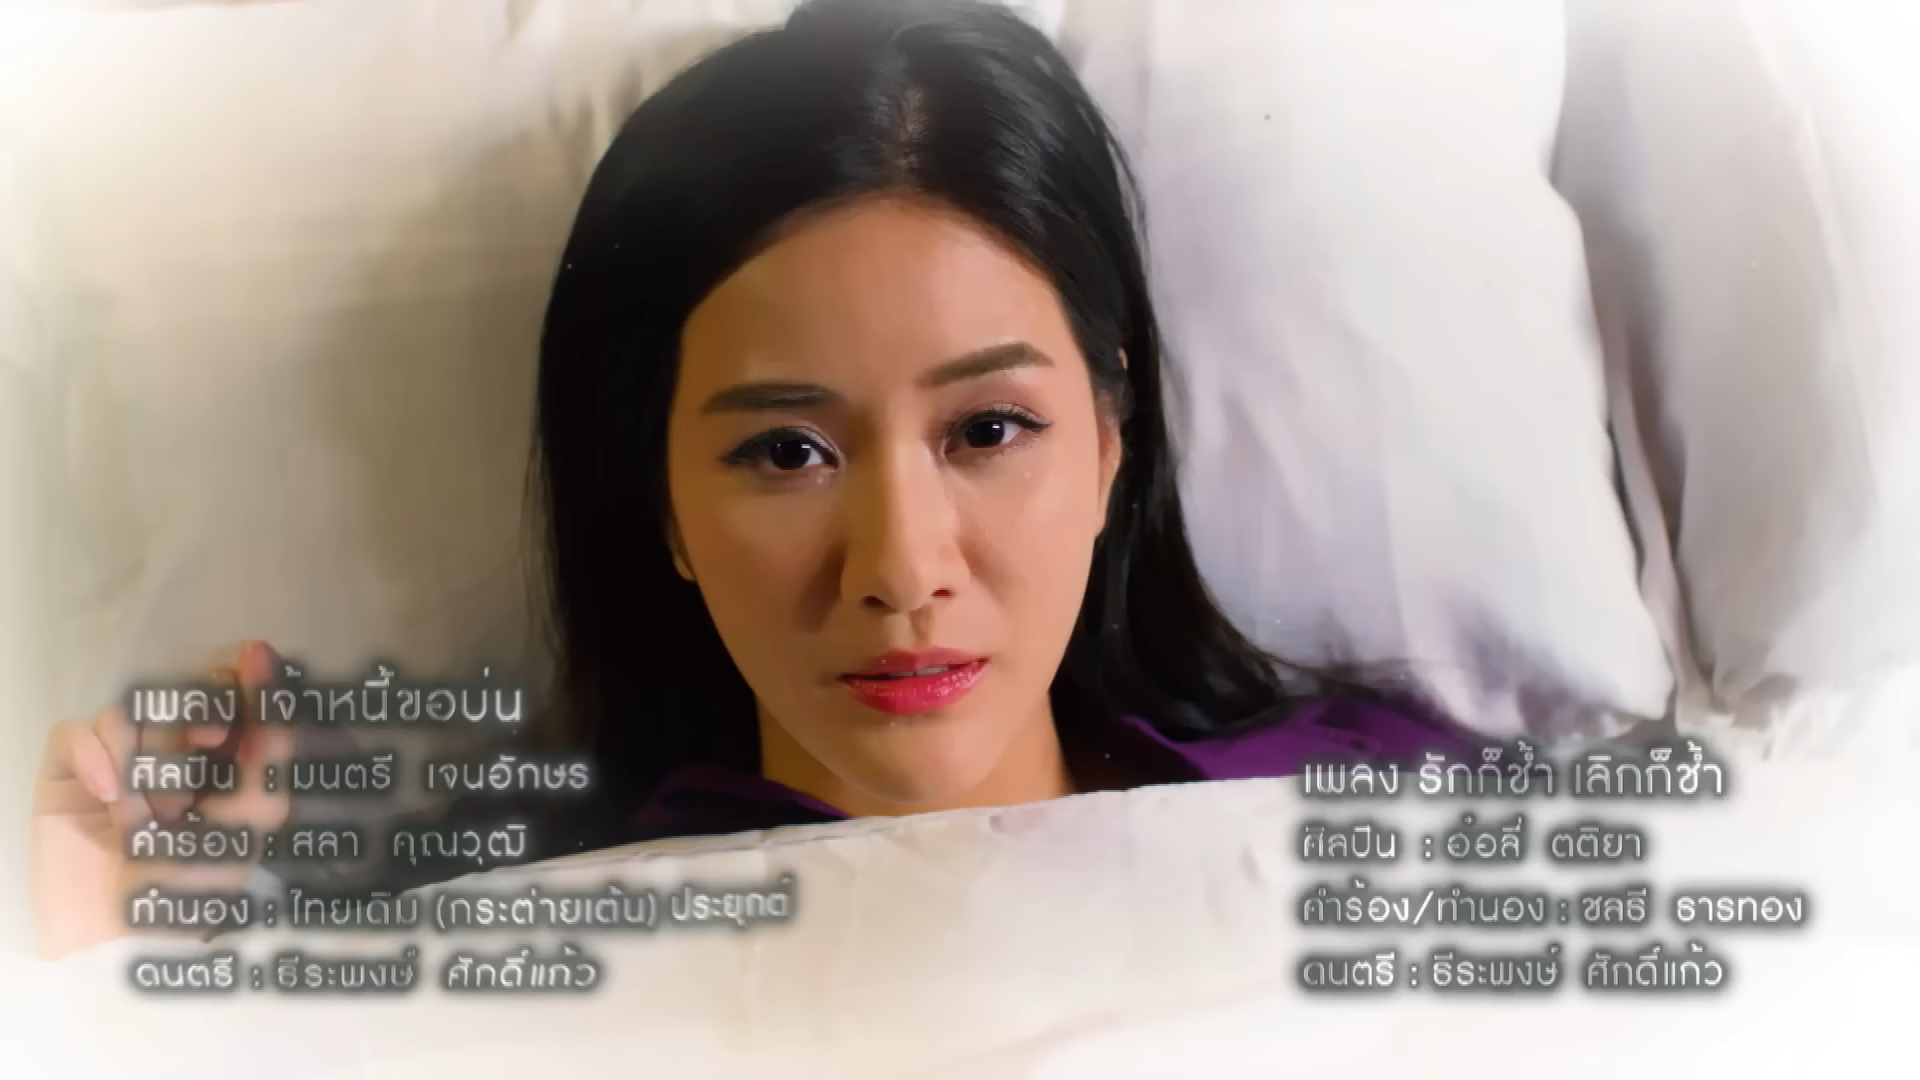 เพลง เจ้าหนี้ขอบ่น
ศิลปิน : มนตรี เจนอักษร
คำร้อง : สลา คุณวุฒิ
ทำนอง : ไทยเดิม (กระต่ายเต้น) ประยุกต์
ดนตรี : ธีระพงษ์ ศักดิ์แก้ว
เพลง รักก็ช้ำ เลิกก็ช้ำ
ศิลปิน : อ๋อลี่ ตติยา
คำร้อง/ทำนอง : ชลธี ธารทอง
ดนตรี : ธีระพงษ์ ศักดิ์แก้ว